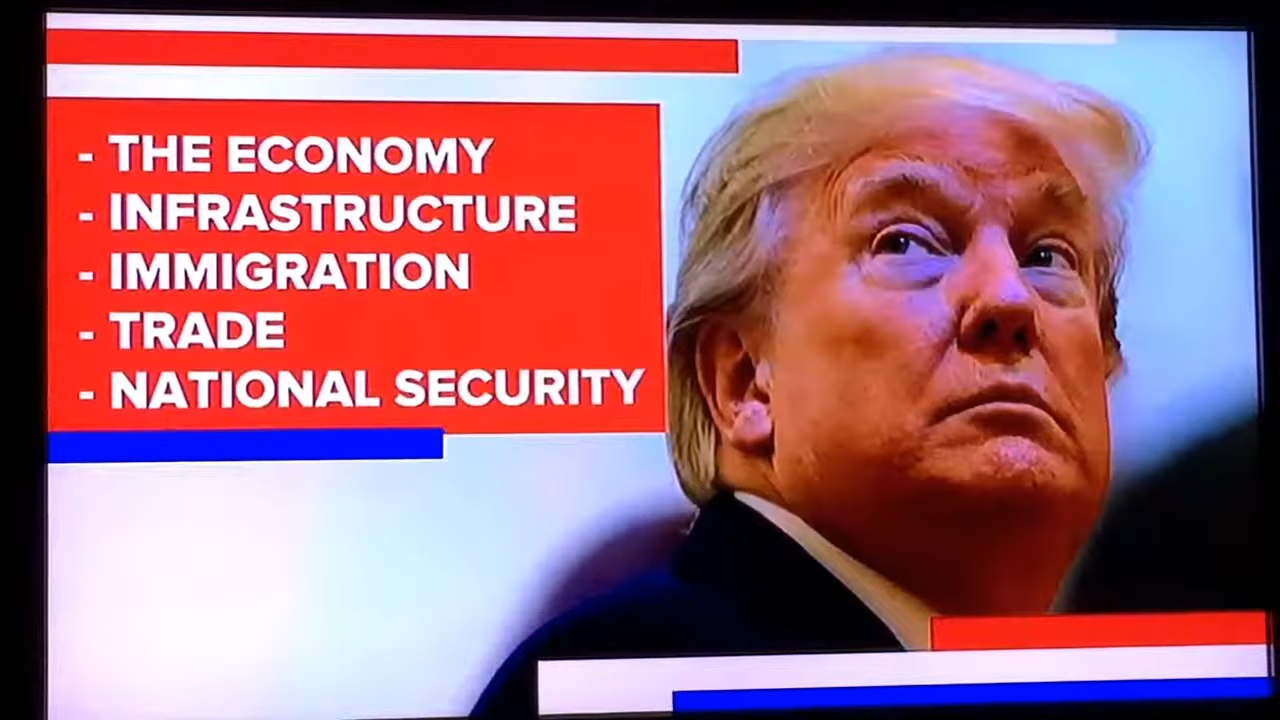 - THE ECONOMY
- INFRASTRUCTURE
- IMMIGRATION
- TRADE
- NATIONAL SECURITY